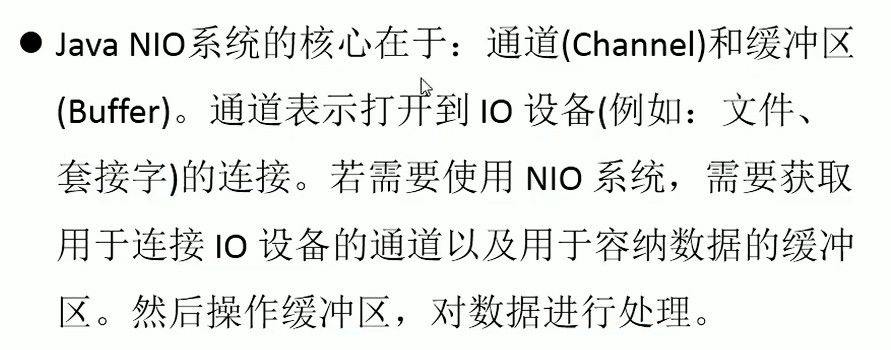 ● Java NIO系统的核心在于：通道(Channel)和缓冲区
(Buffer)。通道表示打开到 IO 设备(例如：文件、
套接字)的连接。若需要使用 NIO 系统，需要获取
用于连接 IO 设备的通道以及用于容纳数据的缓冲
区。然后操作缓冲区，对数据进行处理。